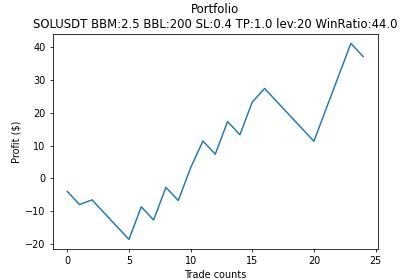 Portfolio
SOLUSDT BBM:2.5 BBL:200 SL:0.4 TP:1.0 lev:20 WinRatio:44.0
40
30
20
10
0
−10
−20
Profit ($)
0 5 10 15 20 25
Trade counts